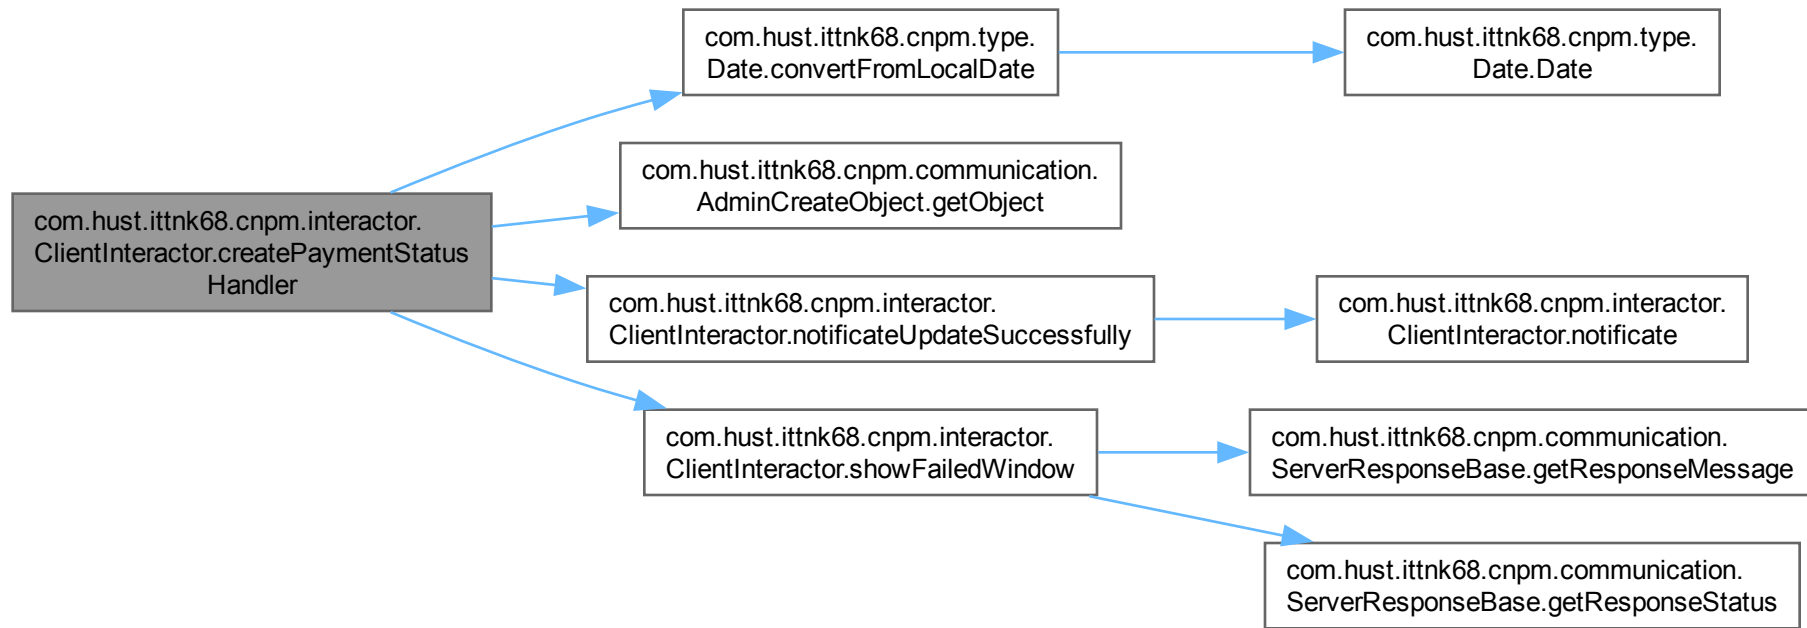 com.hust.ittnk68.cnpm.interactor.
ClientInteractor.createPaymentStatus
Handler
com.hust.ittnk68.cnpm.type.
Date.convertFromLocalDate
com.hust.ittnk68.cnpm.type.
Date.Date
com.hust.ittnk68.cnpm.communication.
AdminCreateObject.getObject
com.hust.ittnk68.cnpm.interactor.
ClientInteractor.notificateUpdateSuccessfully
com.hust.ittnk68.cnpm.interactor.
ClientInteractor.notificate
com.hust.ittnk68.cnpm.interactor.
ClientInteractor.showFailedWindow
com.hust.ittnk68.cnpm.communication.
ServerResponseBase.getResponseMessage
com.hust.ittnk68.cnpm.communication.
ServerResponseBase.getResponseStatus